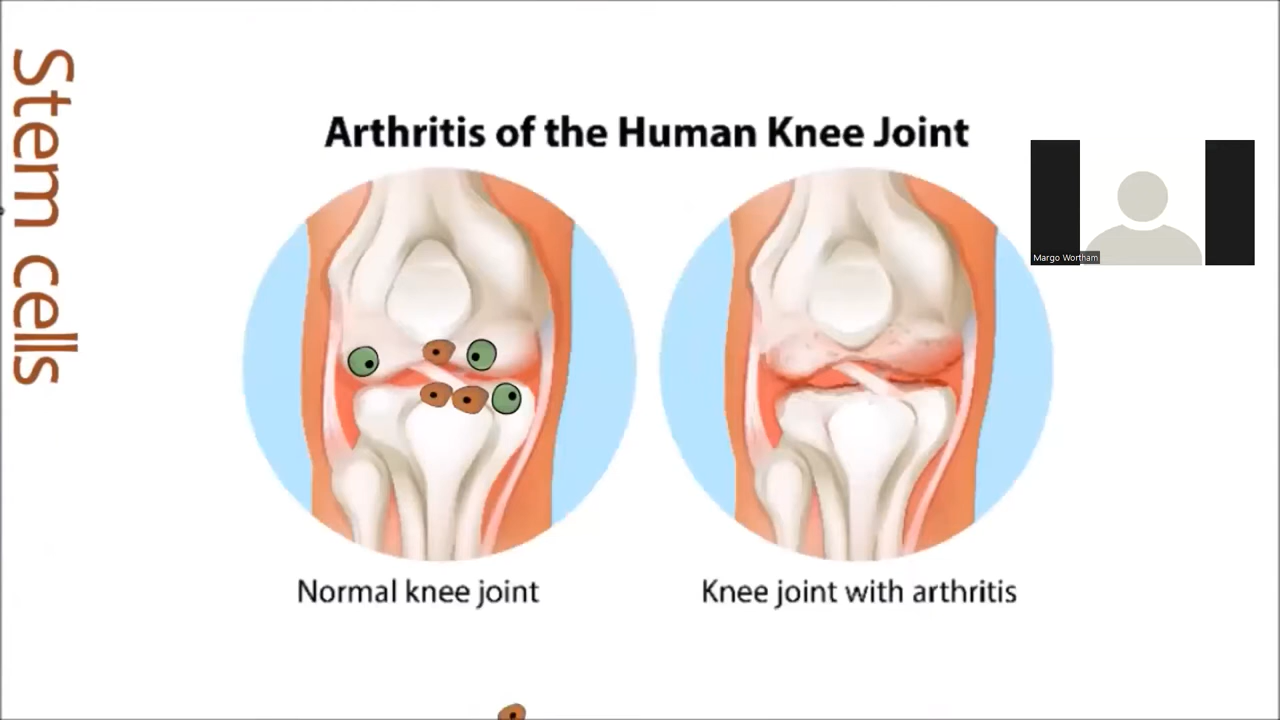 Stem cells
Arthritis of the Human Knee Joint
Margo Wortham
Normal knee joint
Knee joint with arthritis